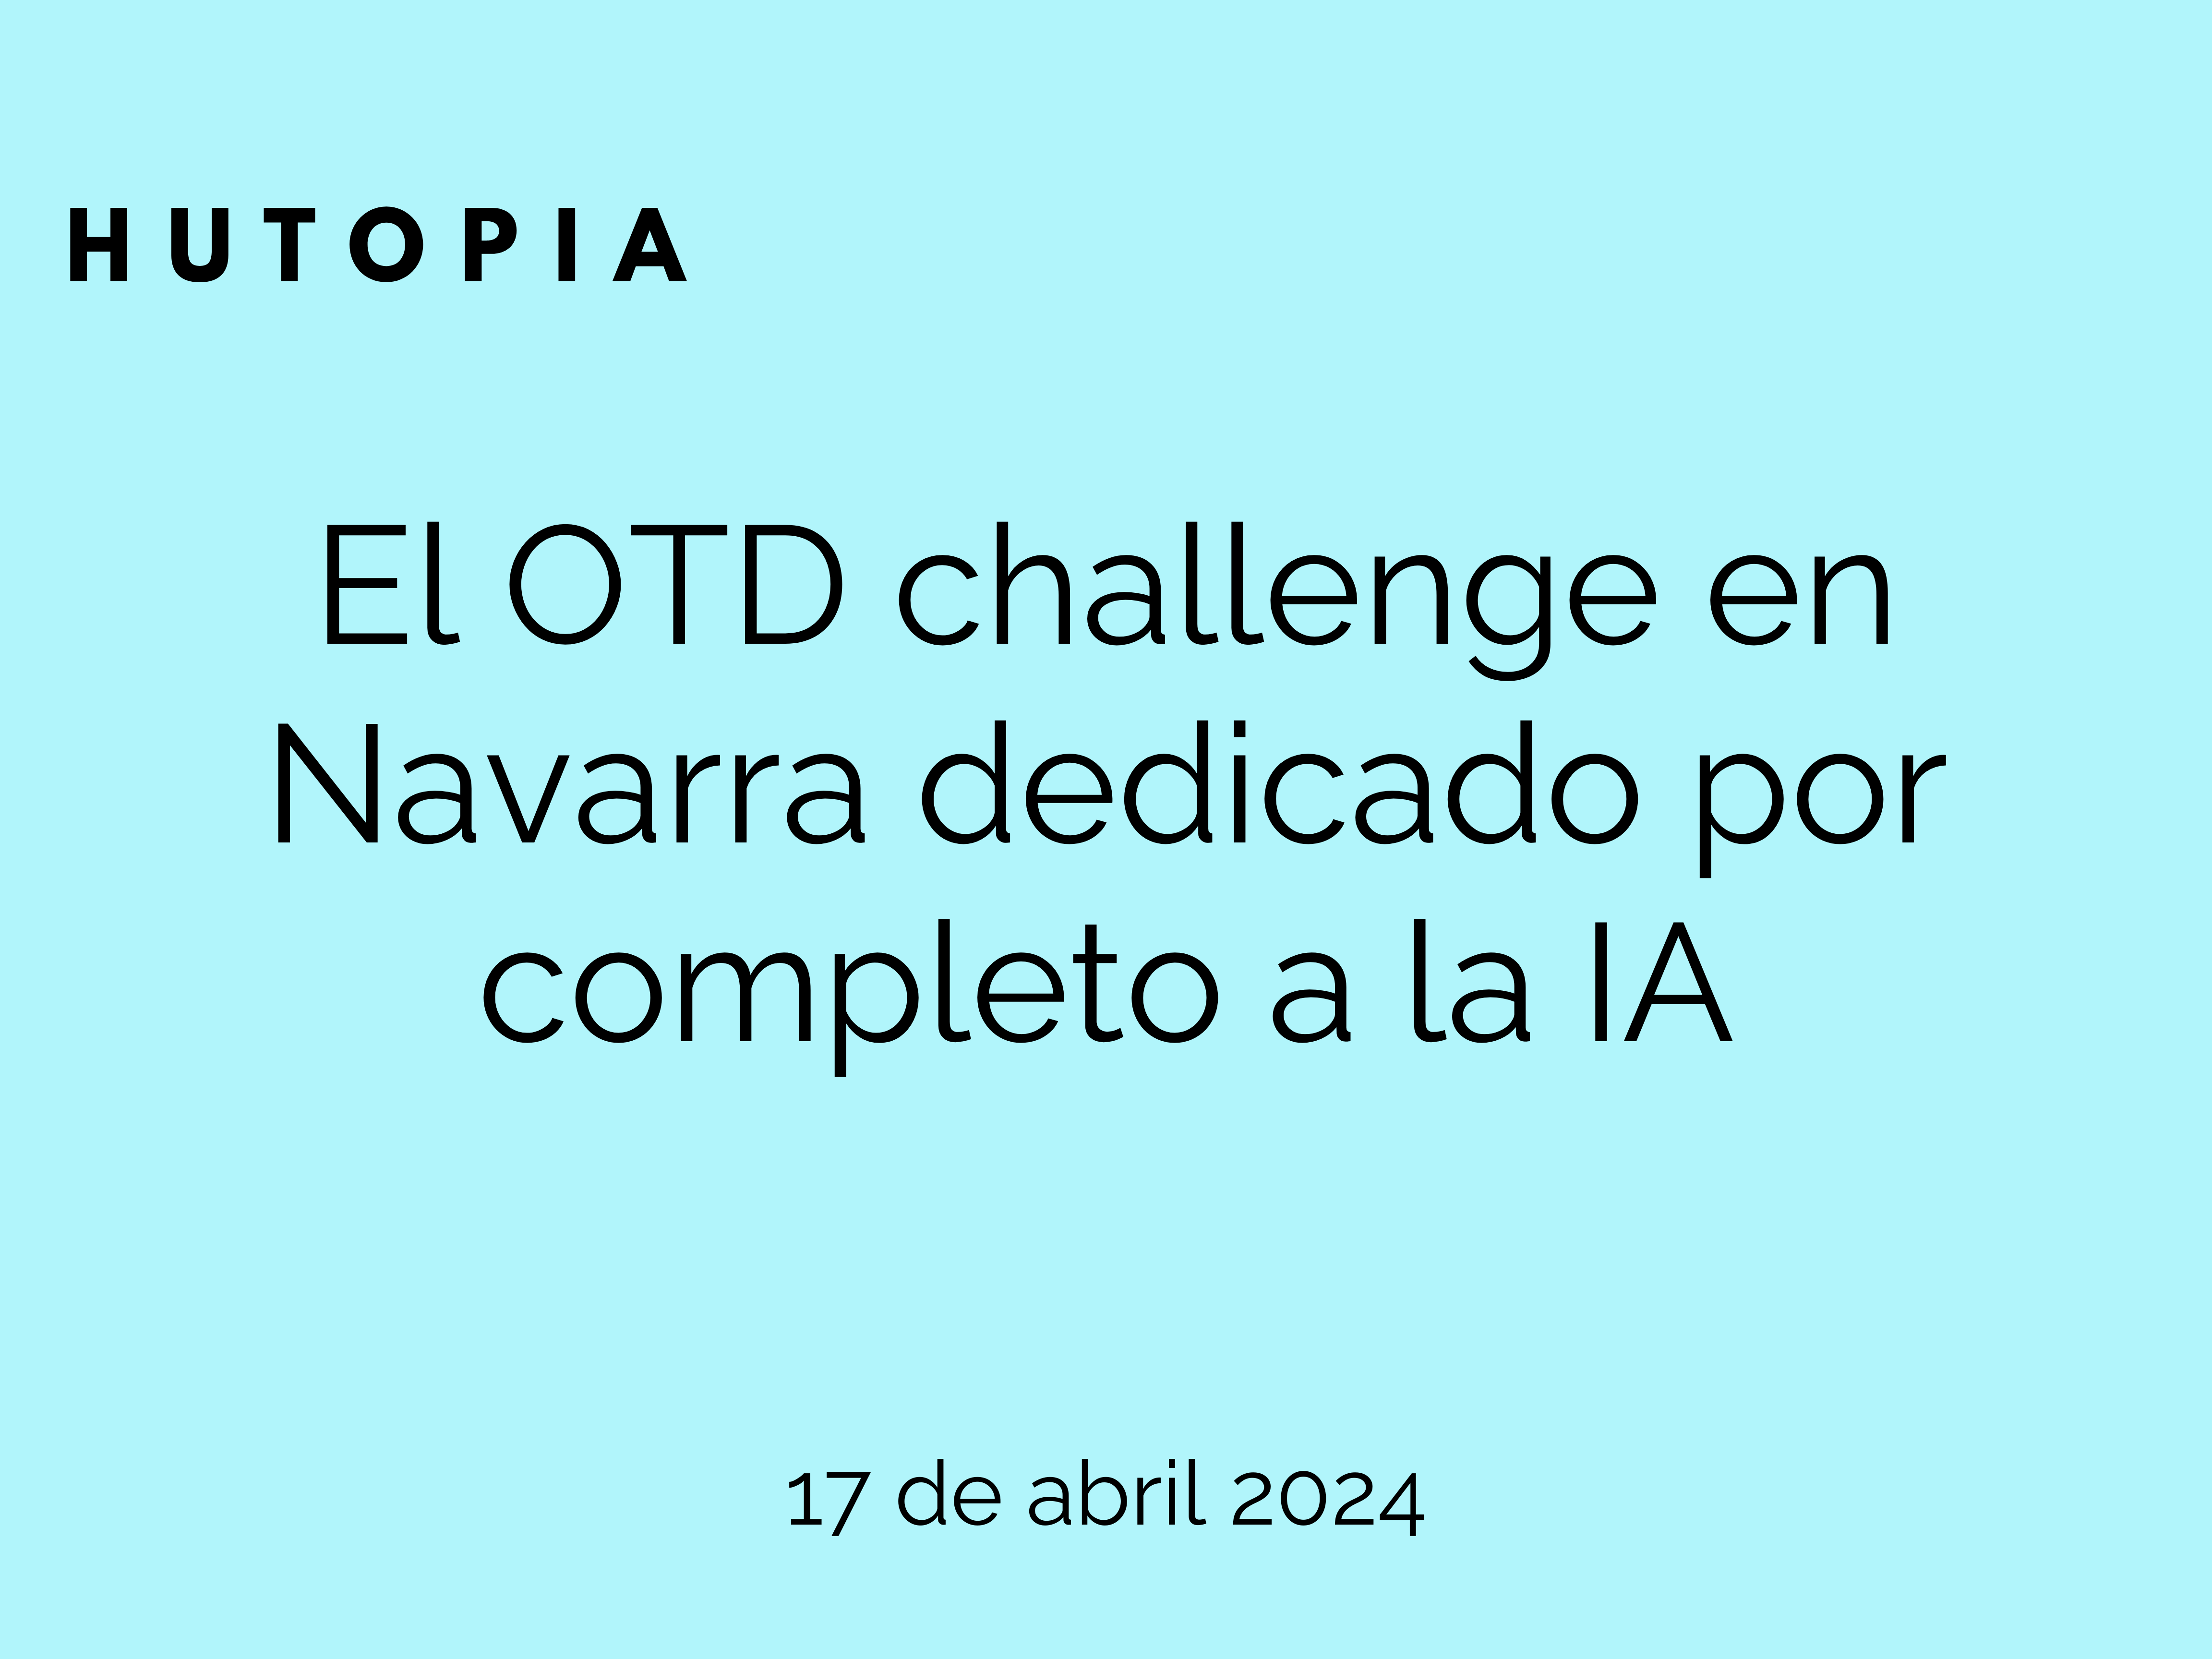 HUTOPIA
El OTD challenge en
Navarra dedicado por
completo a la IA
17 de abril 2024